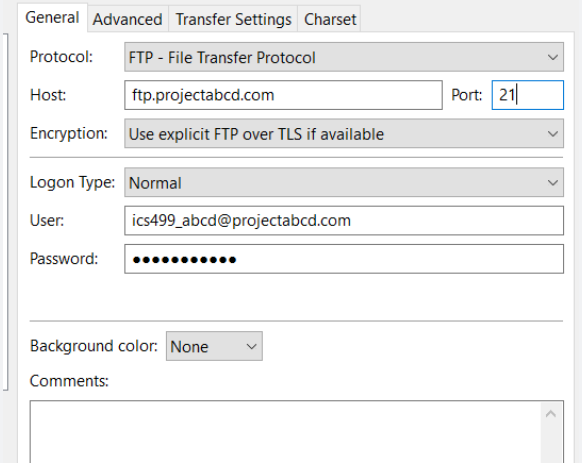 General Advanced Transfer Settings Charset
Protocol: FTP - File Transfer Protocol
Host: ftp.projectabcd.com Port: 21
Encryption: Use explicit FTP over TLS if available
Logon Type: Normal
User: ics499_abcd@projectabcd.com
Password: ●●●●●●●●●●●
Background color: None
Comments: